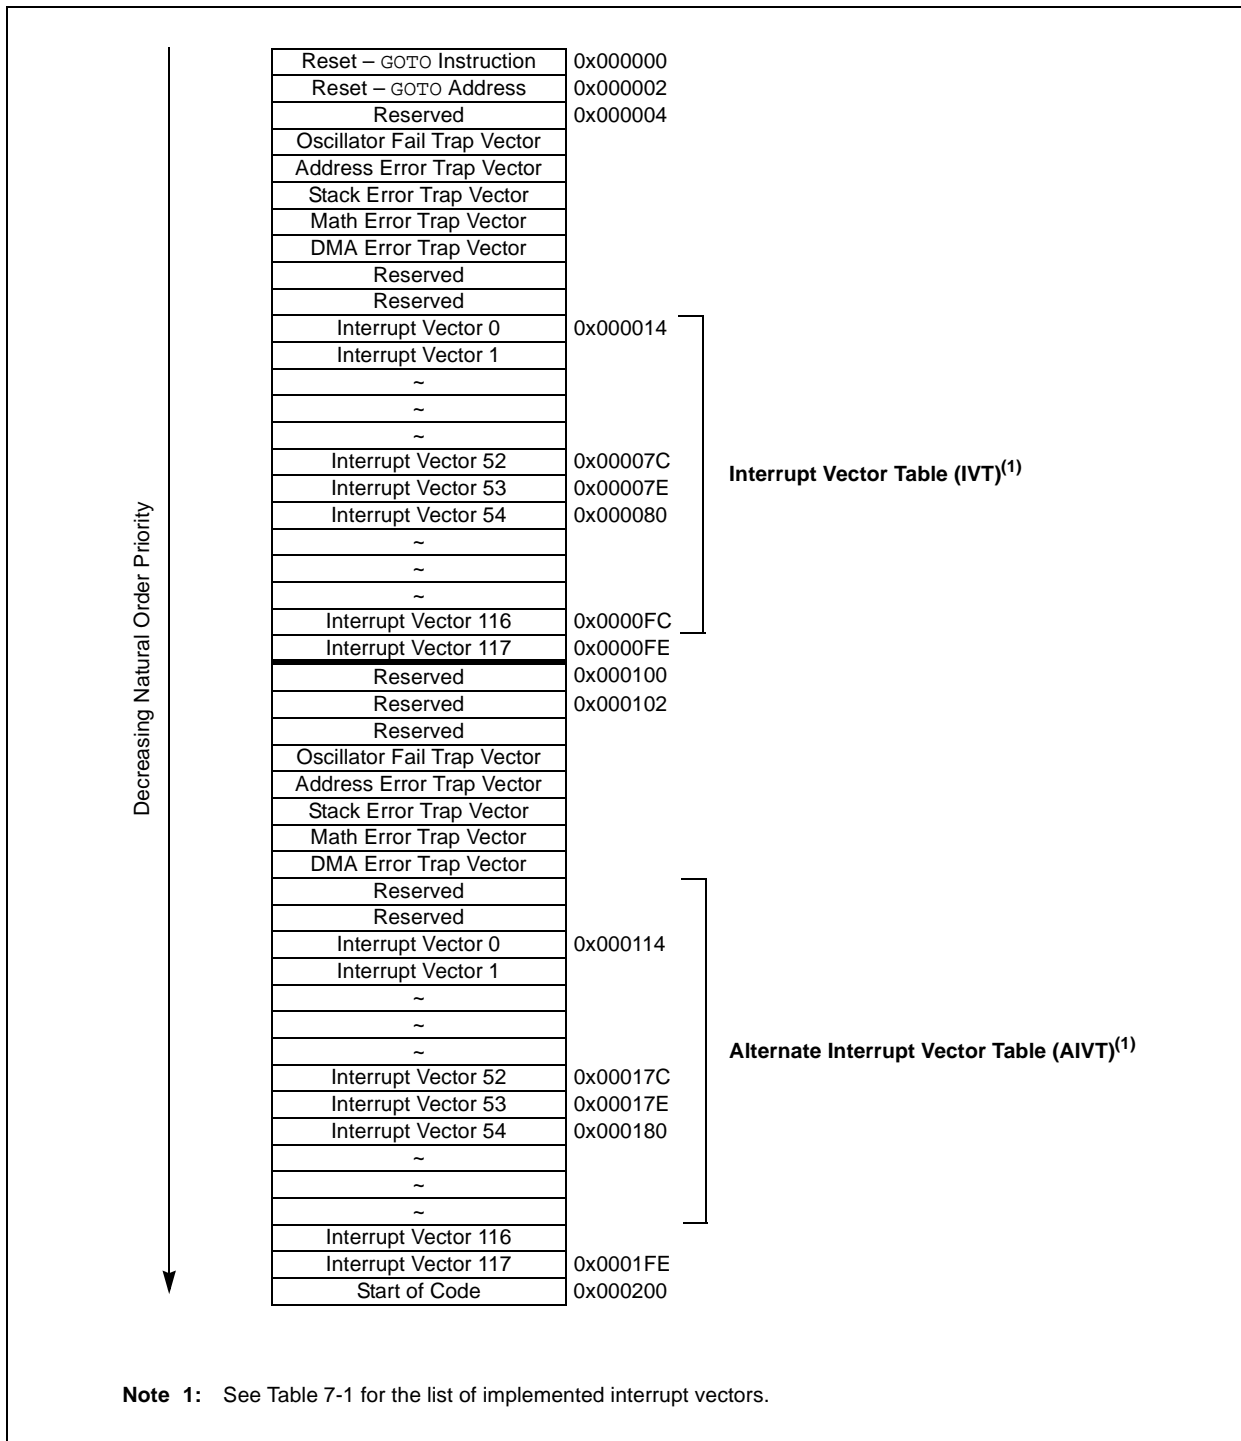 Reset – GOTO Instruction 0x000000
Reset – GOTO Address 0x000002
Reserved 0x000004
Oscillator Fail Trap Vector
Address Error Trap Vector
Stack Error Trap Vector
Math Error Trap Vector
DMA Error Trap Vector
Reserved
Reserved
Interrupt Vector 0 0x000014
Interrupt Vector 1
~
~
~
Interrupt Vector 52 0x00007C
Interrupt Vector Table (IVT)(1)
Interrupt Vector 53 0x00007E
Interrupt Vector 54 0x000080
~
~
~
Interrupt Vector 116 0x0000FC
Interrupt Vector 117 0x0000FE
Decreasing Natural Order Priority
Reserved 0x000100
Reserved 0x000102
Reserved
Oscillator Fail Trap Vector
Address Error Trap Vector
Stack Error Trap Vector
Math Error Trap Vector
DMA Error Trap Vector
Reserved
Reserved
Interrupt Vector 0 0x000114
Interrupt Vector 1
~
~
~
Alternate Interrupt Vector Table (AIVT)(1)
Interrupt Vector 52 0x00017C
Interrupt Vector 53 0x00017E
Interrupt Vector 54 0x000180
~
~
~
Interrupt Vector 116
Interrupt Vector 117 0x0001FE
Start of Code 0x000200
Note 1: See Table 7-1 for the list of implemented interrupt vectors.